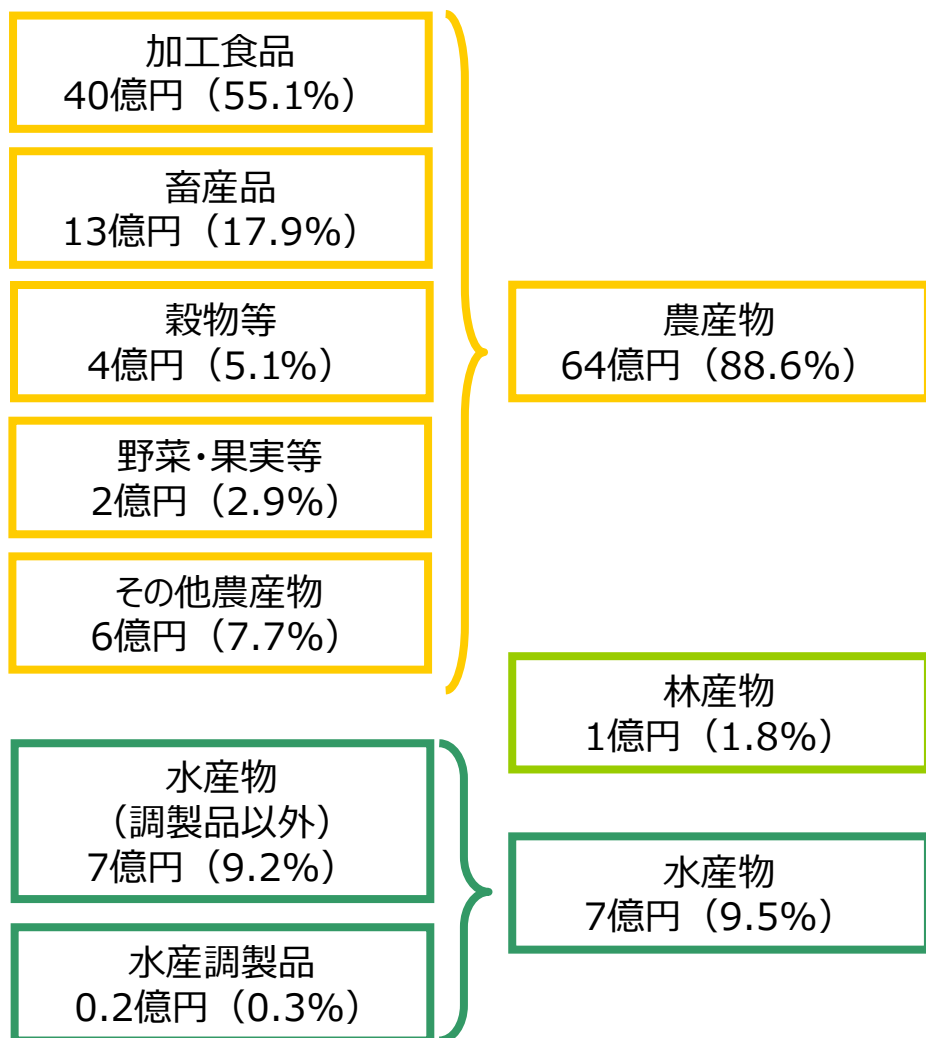 加工食品
40億円（55.1%）
畜産品
13億円（17.9%）
穀物等
4億円（5.1%）
野菜・果実等
2億円（2.9%）
その他農産物
6億円（7.7%）
農産物
64億円（88.6%）
林産物
1億円（1.8%）
水産物
（調製品以外）
7億円（9.2%）
水産調製品
0.2億円（0.3%）
水産物
7億円（9.5%）